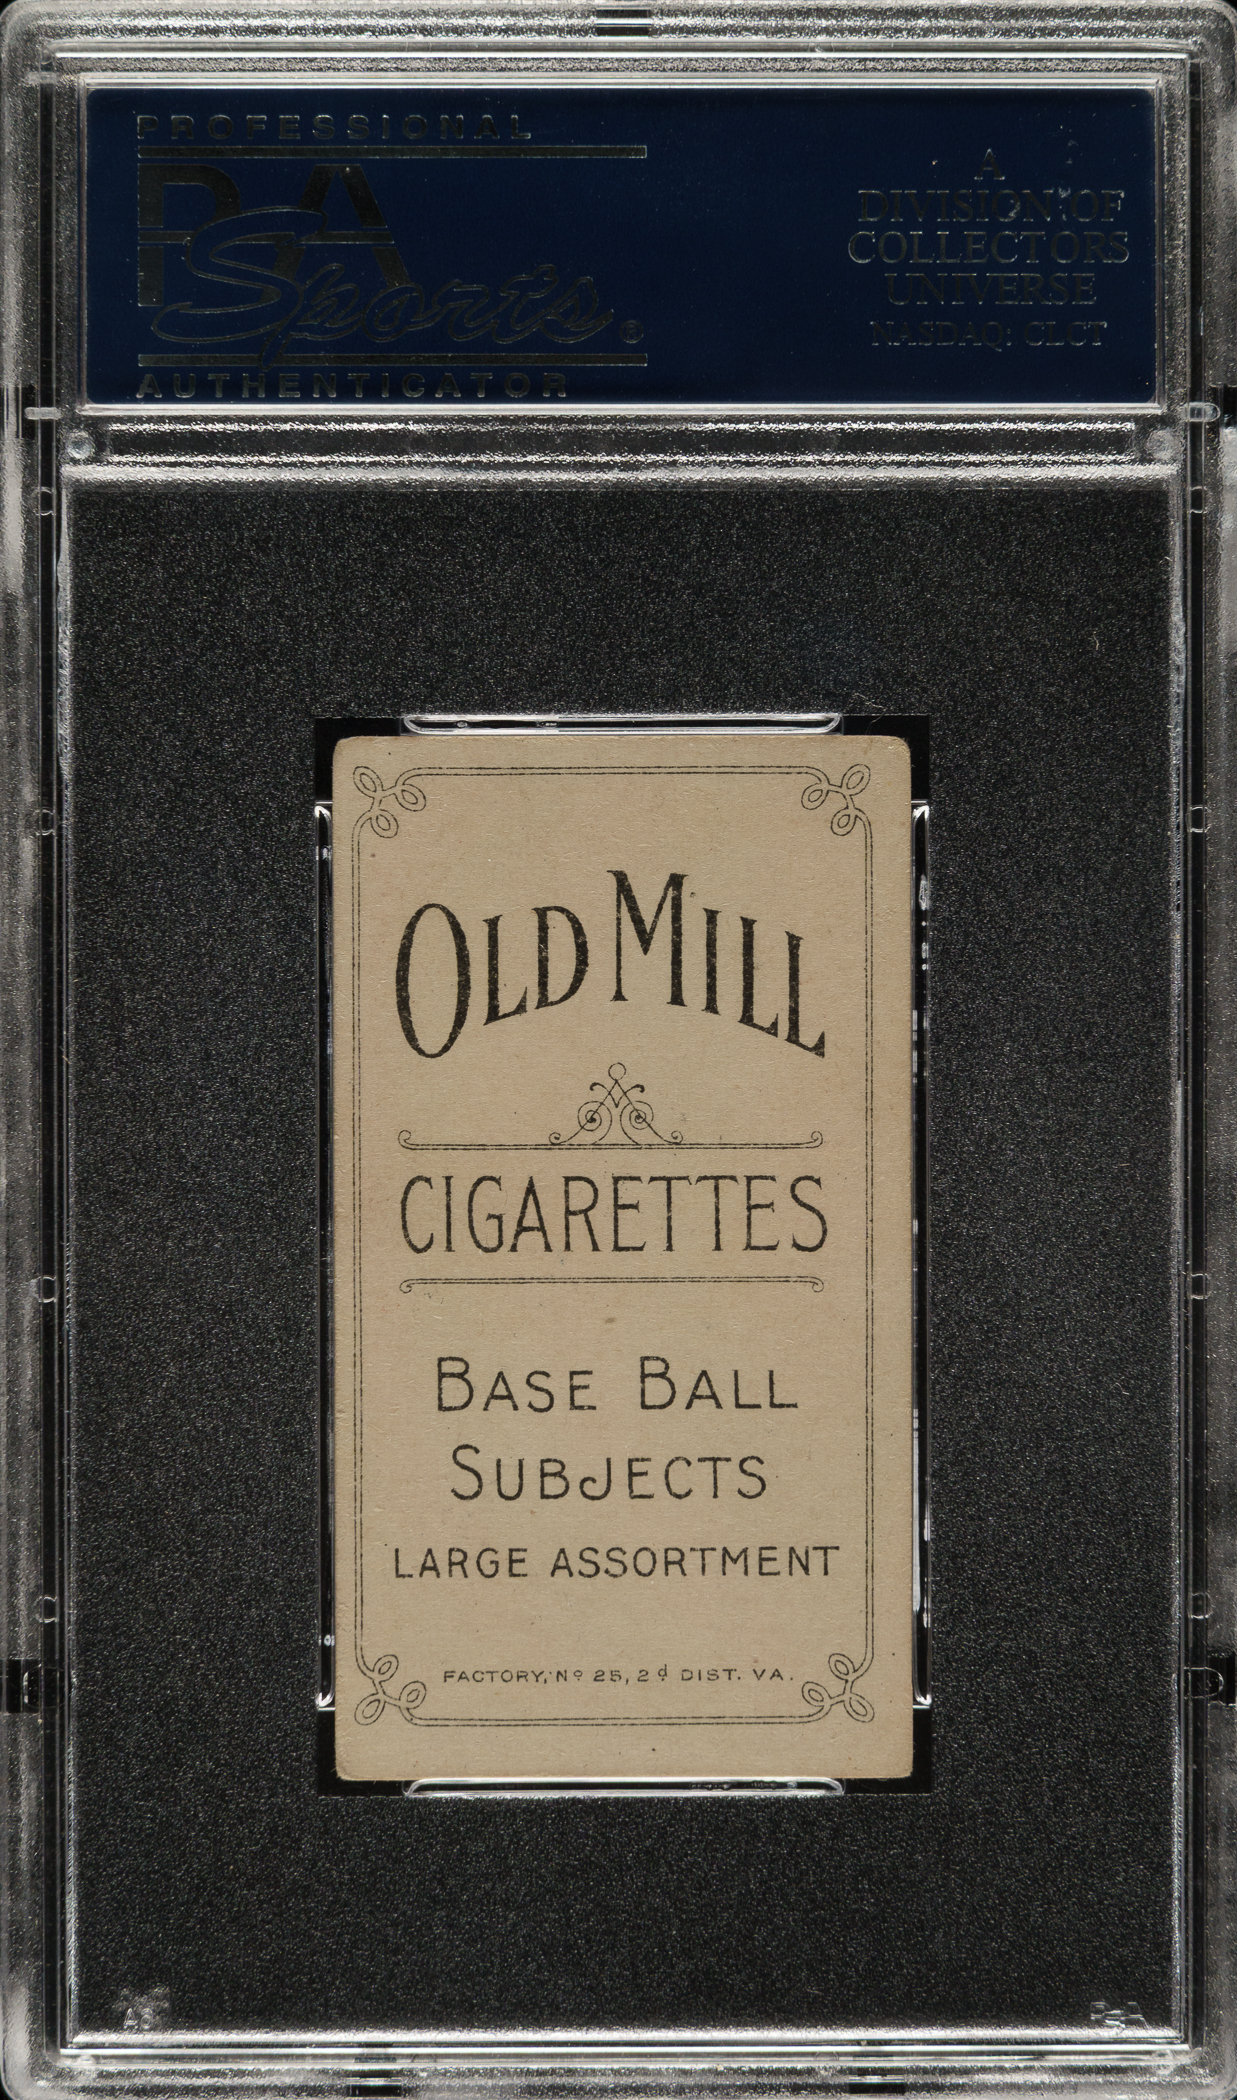 PROFESSIONAL
PSA
Sports®
AUTHENTICATOR
A
DIVISION OF
COLLECTORS
UNIVERSE
NASDAQ: CLCT
OLD MILL
CIGARETTES
BASE BALL
SUBJECTS
LARGE ASSORTMENT
FACTORY, Nº 25, 2d DIST. VA.
PSA